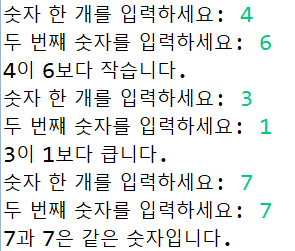 숫자 한 개를 입력하세요: 4
두 번째 숫자를 입력하세요: 6
4이 6보다 작습니다.
숫자 한 개를 입력하세요: 3
두 번째 숫자를 입력하세요: 1
3이 1보다 큽니다.
숫자 한 개를 입력하세요: 7
두 번째 숫자를 입력하세요: 7
7과 7은 같은 숫자입니다.